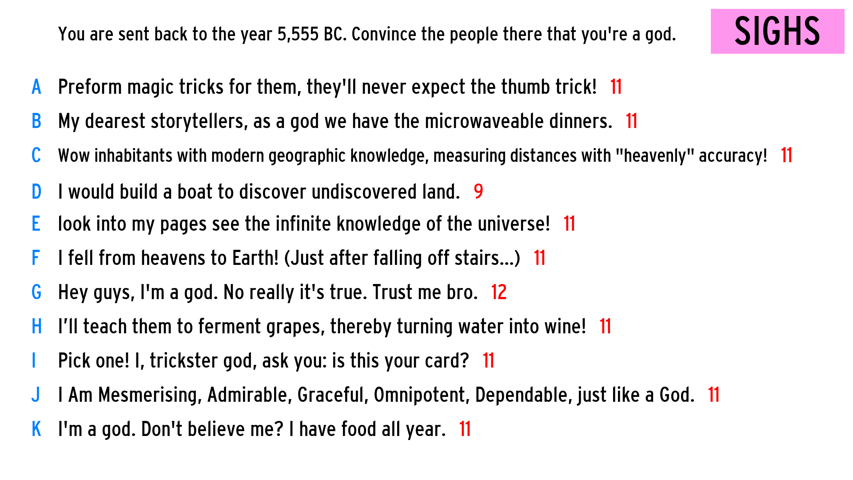 You are sent back to the year 5,555 BC. Convince the people there that you're a god.
SIGHS
A Preform magic tricks for them, they'll never expect the thumb trick! 11
B My dearest storytellers, as a god we have the microwaveable dinners. 11
C Wow inhabitants with modern geographic knowledge, measuring distances with "heavenly" accuracy! 11
D I would build a boat to discover undiscovered land. 9
E look into my pages see the infinite knowledge of the universe! 11
F I fell from heavens to Earth! (Just after falling off stairs...) 11
G Hey guys, I'm a god. No really it's true. Trust me bro. 12
H I’ll teach them to ferment grapes, thereby turning water into wine! 11
I Pick one! I, trickster god, ask you: is this your card? 11
J I Am Mesmerising, Admirable, Graceful, Omnipotent, Dependable, just like a God. 11
K I'm a god. Don't believe me? I have food all year. 11